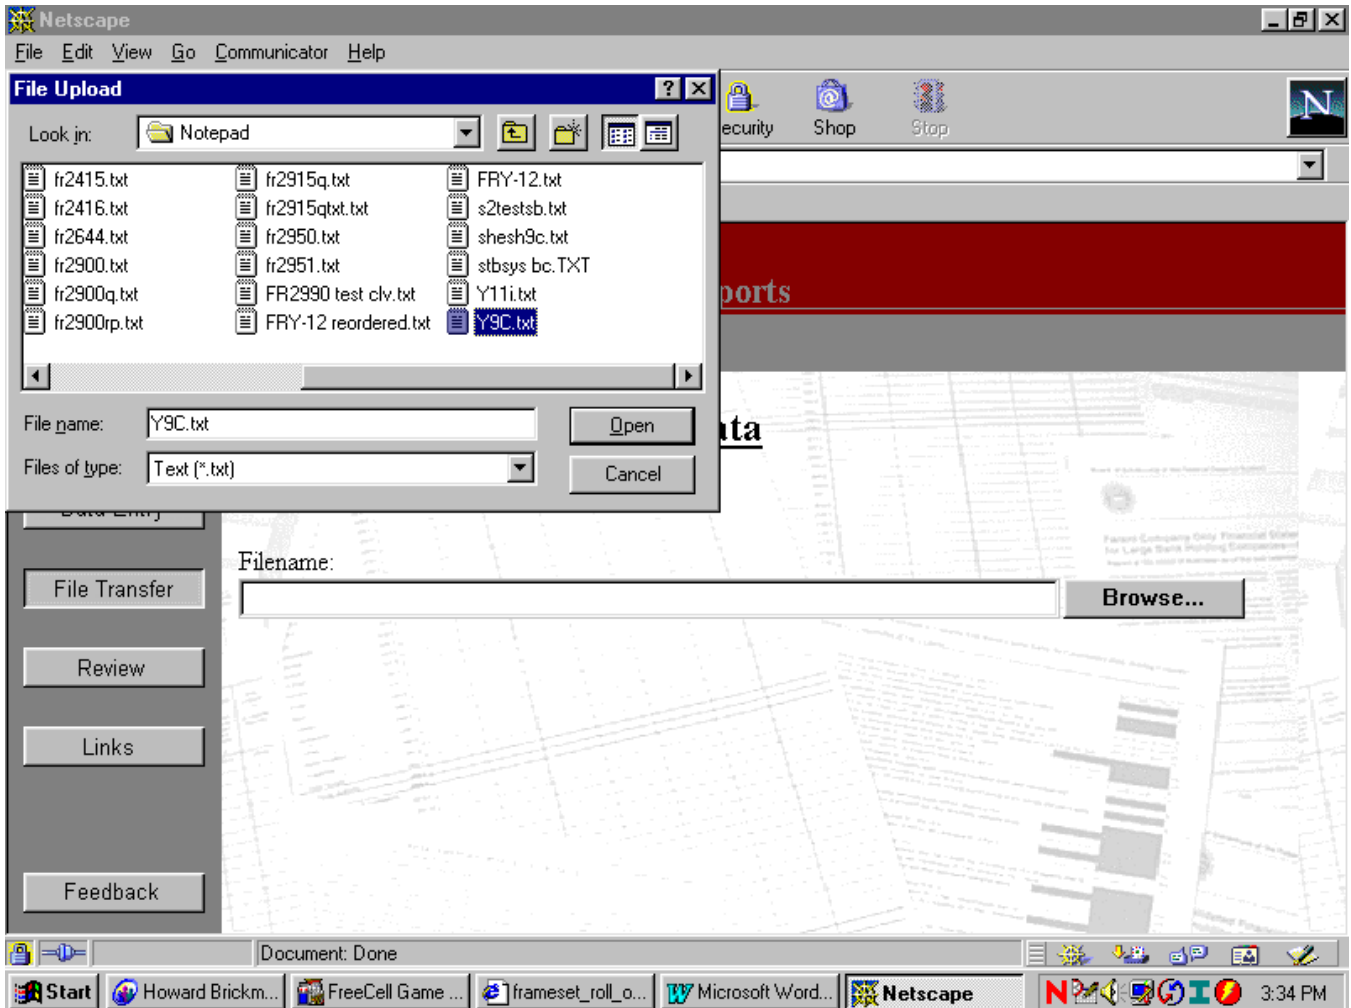 Netscape
File Edit View Go Communicator Help
File Upload
Look in: Notepad
ecurity Shop Stop
N
fr2415.txt fr2915q.txt FRY-12.txt
fr2416.txt fr2915qtxt.txt s2testsb.txt
fr2644.txt fr2950.txt shesh9c.txt
fr2900.txt fr2951.txt stbsys bc.TXT
fr2900q.txt FR2990 test clv.txt Y11i.txt
fr2900rp.txt FRY-12 reordered.txt Y9C.txt
ports
File name: Y9C.txt Open
Files of type: Text (*.txt) Cancel
ata
Data Entry
Filename:
File Transfer
Browse...
Review
Links
Feedback
Document: Done
Start Howard Brickm... FreeCell Game ... frameset_roll_o... Microsoft Word... Netscape 3:34 PM